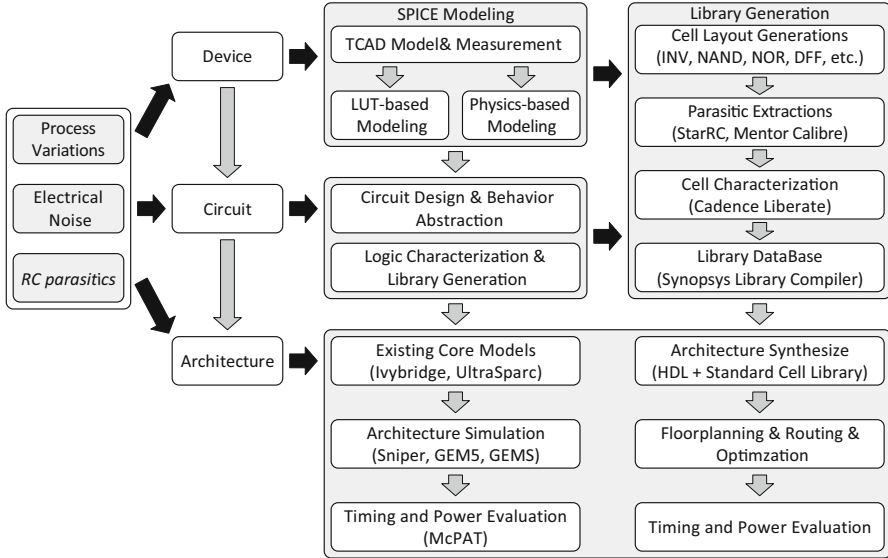 Process
Variations
Electrical
Noise
RC parasitics
Device
Circuit
Architecture
SPICE Modeling
TCAD Model& Measurement
LUT-based
Modeling
Physics-based
Modeling
Circuit Design & Behavior
Abstraction
Logic Characterization &
Library Generation
Library Generation
Cell Layout Generations
(INV, NAND, NOR, DFF, etc.)
Parasitic Extractions
(StarRC, Mentor Calibre)
Cell Characterization
(Cadence Liberate)
Library DataBase
(Synopsys Library Compiler)
Existing Core Models
(Ivybridge, UltraSparc)
Architecture Simulation
(Sniper, GEM5, GEMS)
Timing and Power Evaluation
(McPAT)
Architecture Synthesize
(HDL + Standard Cell Library)
Floorplanning & Routing &
Optimzation
Timing and Power Evaluation